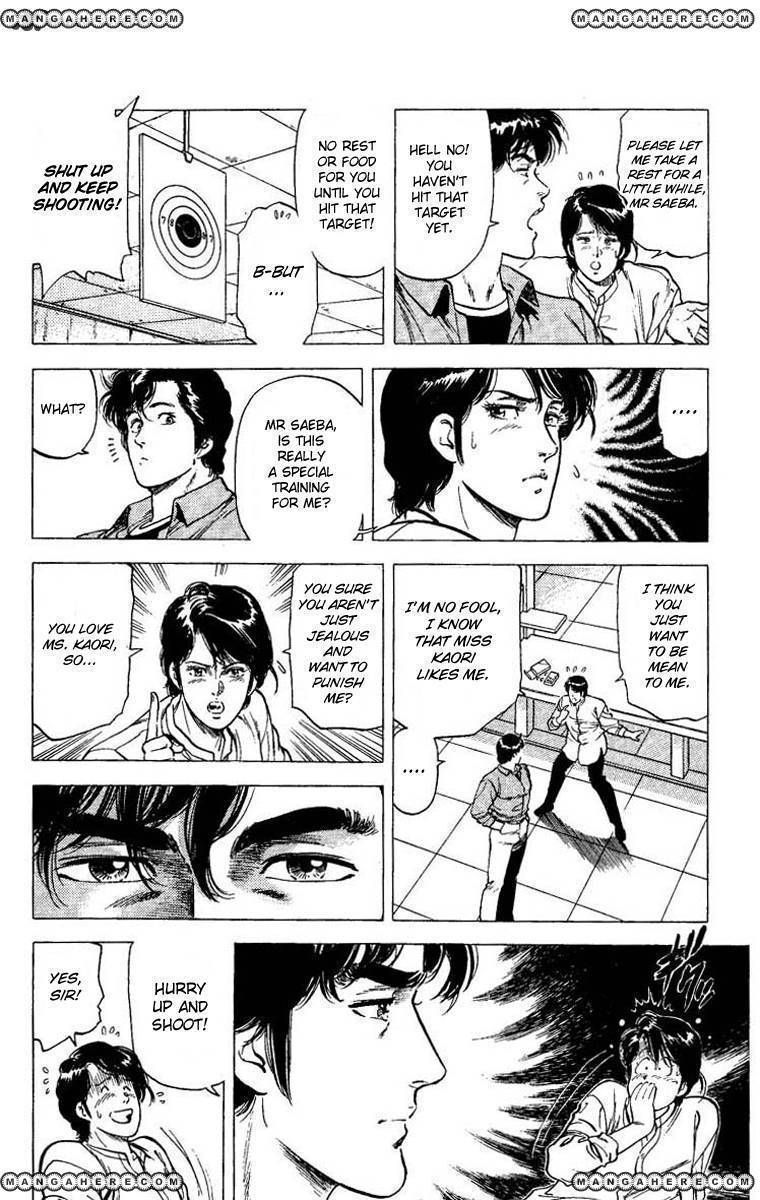 MANGAHERE.COM
MANGAHERE.COM
PLEASE LET
ME TAKE A
REST FOR A
LITTLE WHILE,
MR SAEBA.
HELL NO!
YOU
HAVEN'T
HIT THAT
TARGET
YET.
NO REST
OR FOOD
FOR YOU
UNTIL YOU
HIT THAT
TARGET!
B-BUT
...
SHUT UP
AND KEEP
SHOOTING!
7 8
....
MR SAEBA,
IS THIS
REALLY
A SPECIAL
TRAINING
FOR ME?
WHAT?
I THINK
YOU
JUST
WANT
TO BE
MEAN
TO ME.
I'M NO FOOL,
I KNOW
THAT MISS
KAORI
LIKES ME.
....
YOU SURE
YOU AREN'T
JUST
JEALOUS
AND
WANT TO
PUNISH
ME?
YOU LOVE
MS. KAORI,
SO...
HURRY
UP AND
SHOOT!
YES,
SIR!
MANGAHERE.COM
MANGAHERE.COM